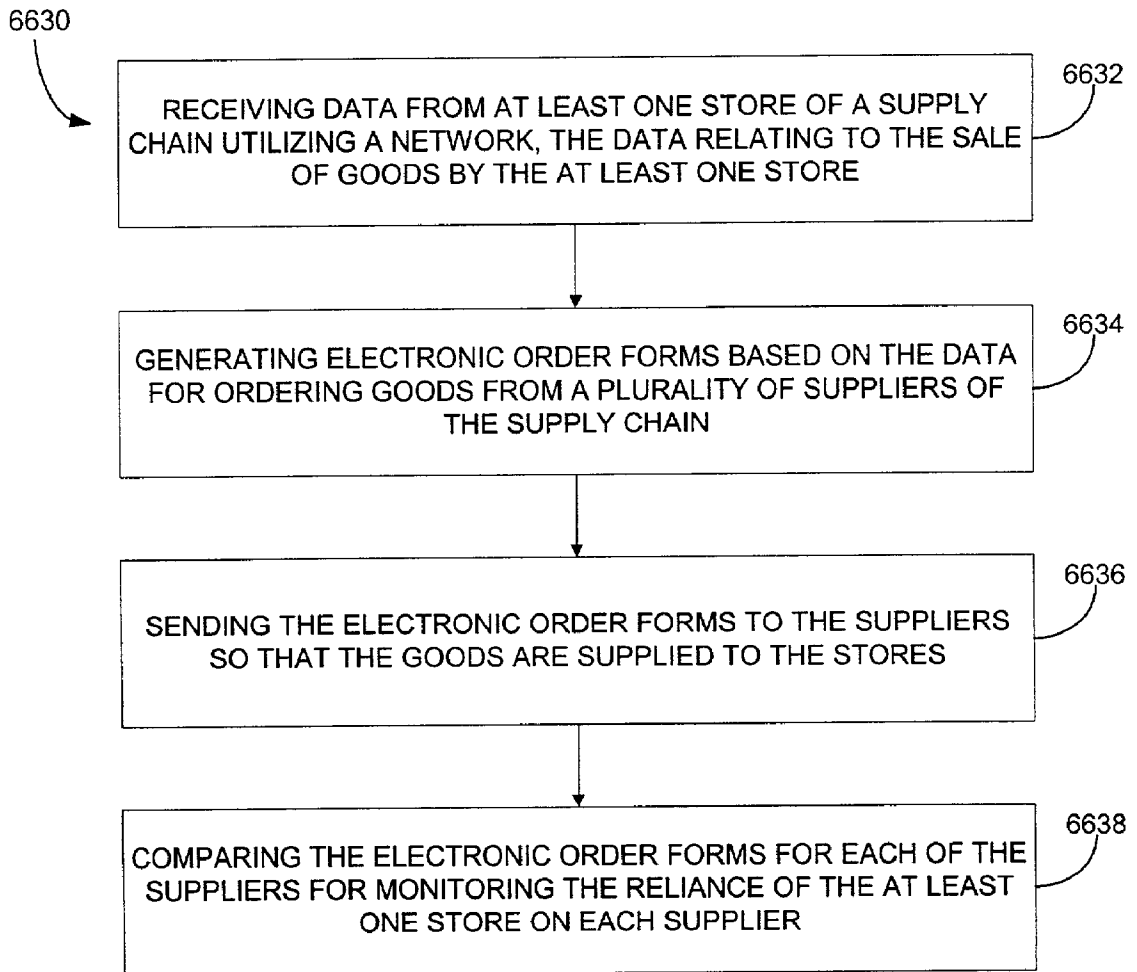 6630
6632
RECEIVING DATA FROM AT LEAST ONE STORE OF A SUPPLY
CHAIN UTILIZING A NETWORK, THE DATA RELATING TO THE SALE
OF GOODS BY THE AT LEAST ONE STORE
6634
GENERATING ELECTRONIC ORDER FORMS BASED ON THE DATA
FOR ORDERING GOODS FROM A PLURALITY OF SUPPLIERS OF
THE SUPPLY CHAIN
6636
SENDING THE ELECTRONIC ORDER FORMS TO THE SUPPLIERS
SO THAT THE GOODS ARE SUPPLIED TO THE STORES
6638
COMPARING THE ELECTRONIC ORDER FORMS FOR EACH OF THE
SUPPLIERS FOR MONITORING THE RELIANCE OF THE AT LEAST
ONE STORE ON EACH SUPPLIER